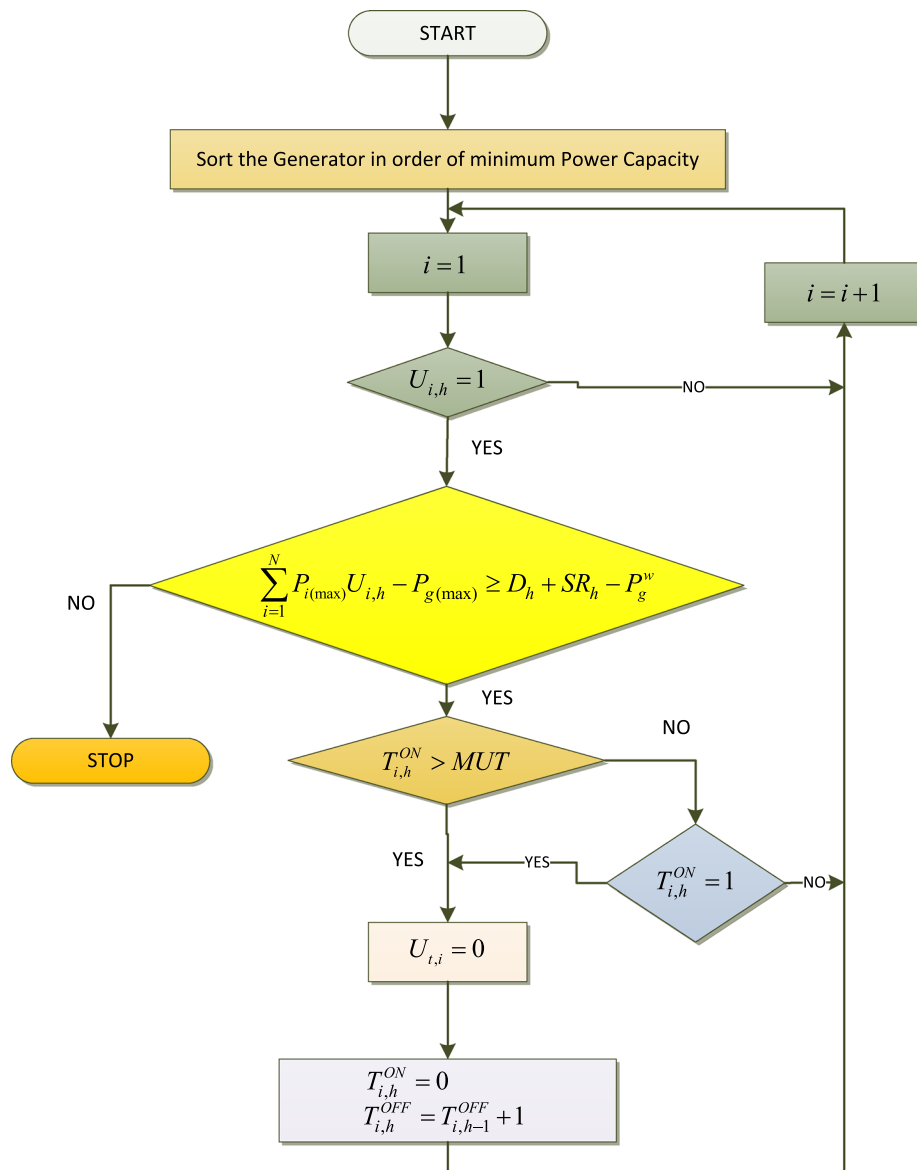 START
Sort the Generator in order of minimum Power Capacity
i = 1
i = i + 1
U_{i,h} = 1
NO
YES
\sum_{i=1}^{N} P_{i(max)} U_{i,h} − P_{g(max)} ≥ D_h + SR_h − P_g^w
NO
YES
STOP
T_{i,h}^{ON} > MUT
NO
YES
YES
T_{i,h}^{ON} = 1
NO
U_{t,i} = 0
T_{i,h}^{ON} = 0
T_{i,h}^{OFF} = T_{i,h−1}^{OFF} + 1